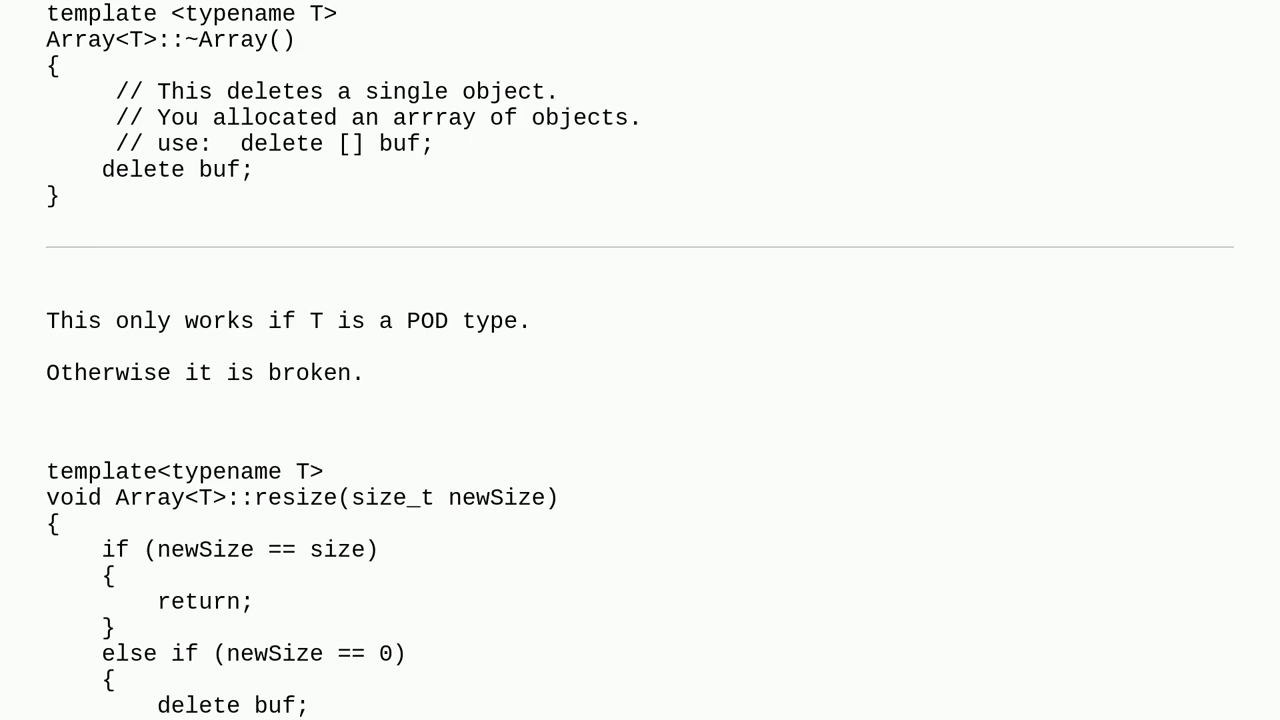 template <typename T>
Array<T>::~Array()
{
     // This deletes a single object.
     // You allocated an arrray of objects.
     // use:  delete [] buf;
    delete buf;
}
This only works if T is a POD type.
Otherwise it is broken.
template<typename T>
void Array<T>::resize(size_t newSize)
{
    if (newSize == size)
    {
        return;
    }
    else if (newSize == 0)
    {
        delete buf;